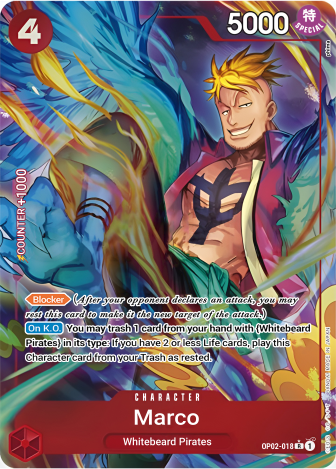 4
5000
特
SPECIAL
COUNTER +1000
Blocker (After your opponent declares an attack, you may
rest this card to make it the new target of the attack.)
On K.O. You may trash 1 card from your hand with {Whitebeard
Pirates} in its type: If you have 2 or less Life cards, play this
Character card from your Trash as rested.
CHARACTER
Marco
Whitebeard Pirates
OP02-018 R 1